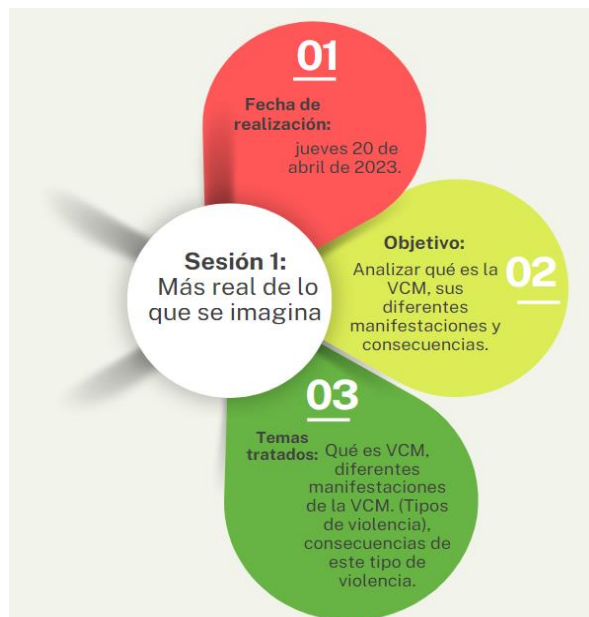 01
Fecha de
realización:
jueves 20 de
abril de 2023.
Sesión 1:
Más real de lo
que se imagina
Objetivo:
02
Analizar qué es la
VCM, sus
diferentes
manifestaciones y
consecuencias.
03
Temas
tratados:
Qué es VCM,
diferentes
manifestaciones
de la VCM. (Tipos
de violencia),
consecuencias de
este tipo de
violencia.